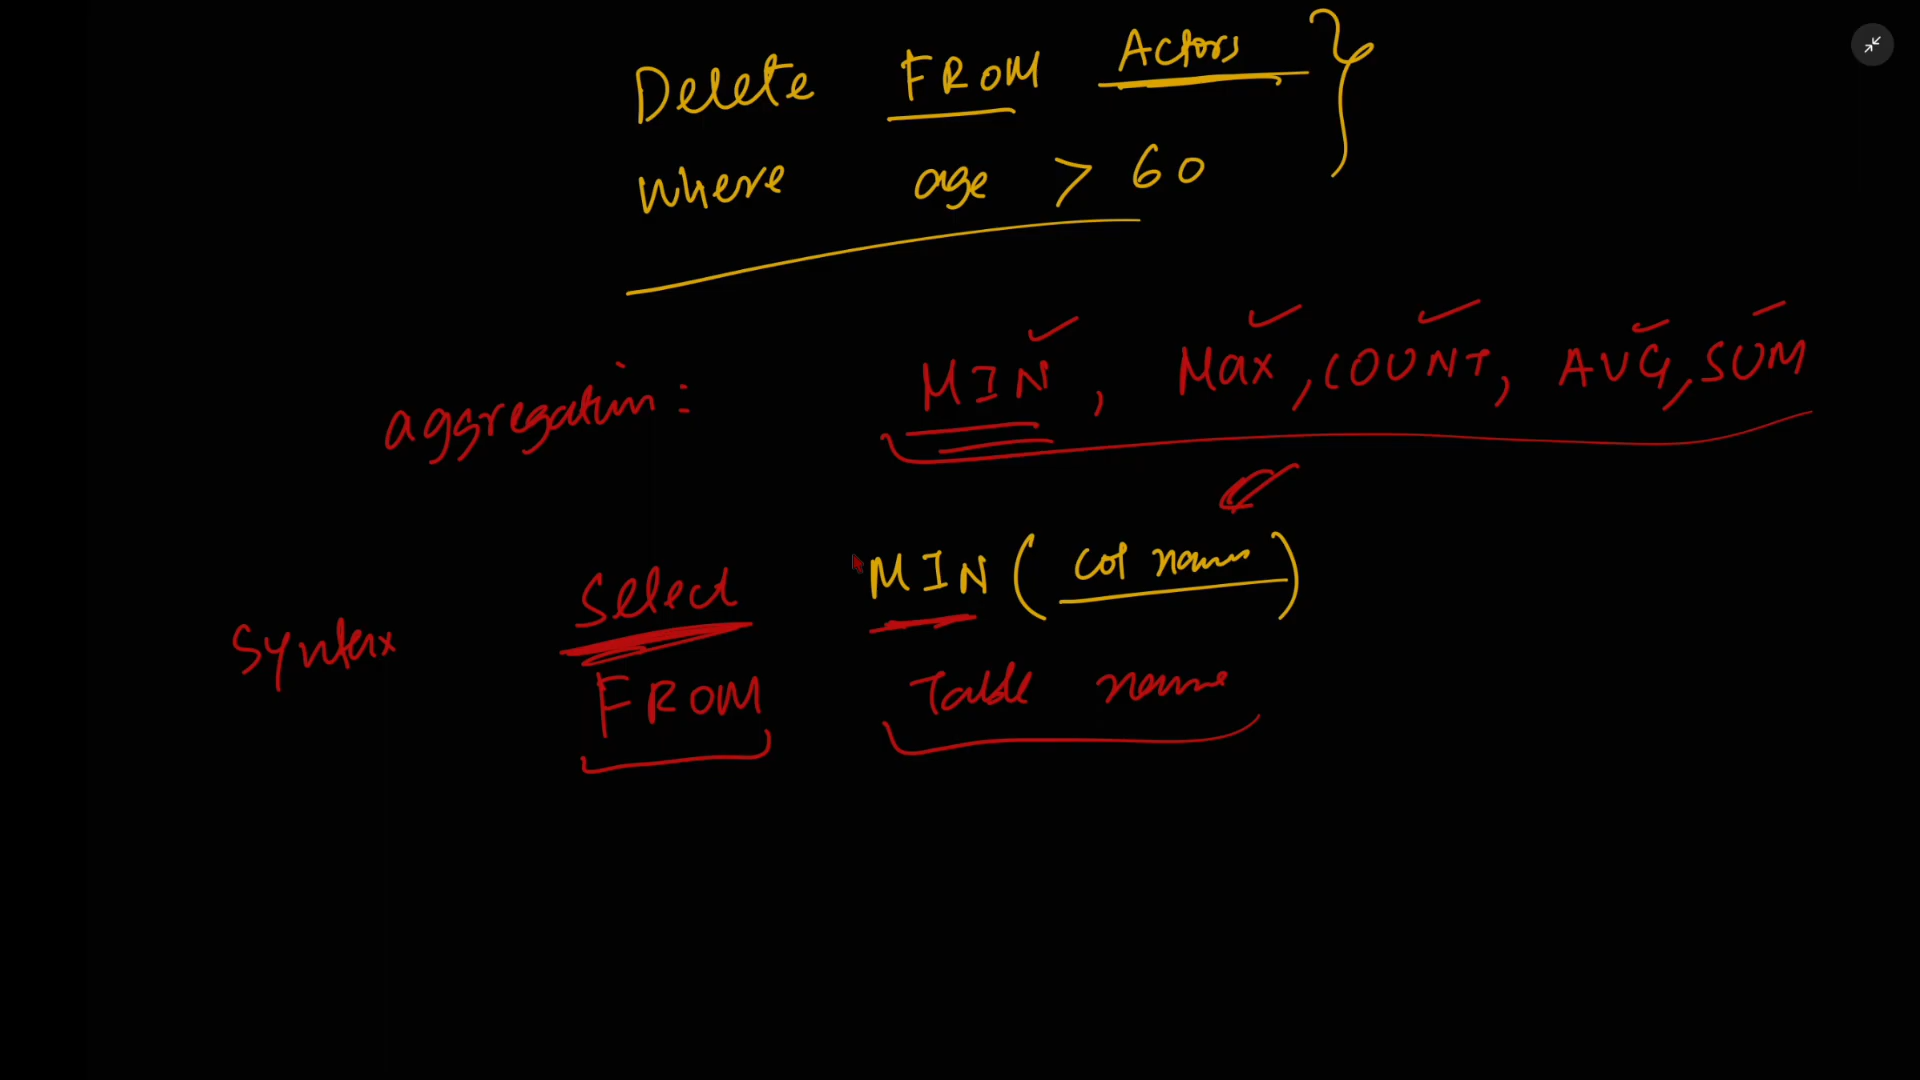 Delete FROM Actors
where age > 60
aggregation: MIN, MAX, COUNT, AVG, SUM
Select MIN (col name)
Syntax
FROM Table name